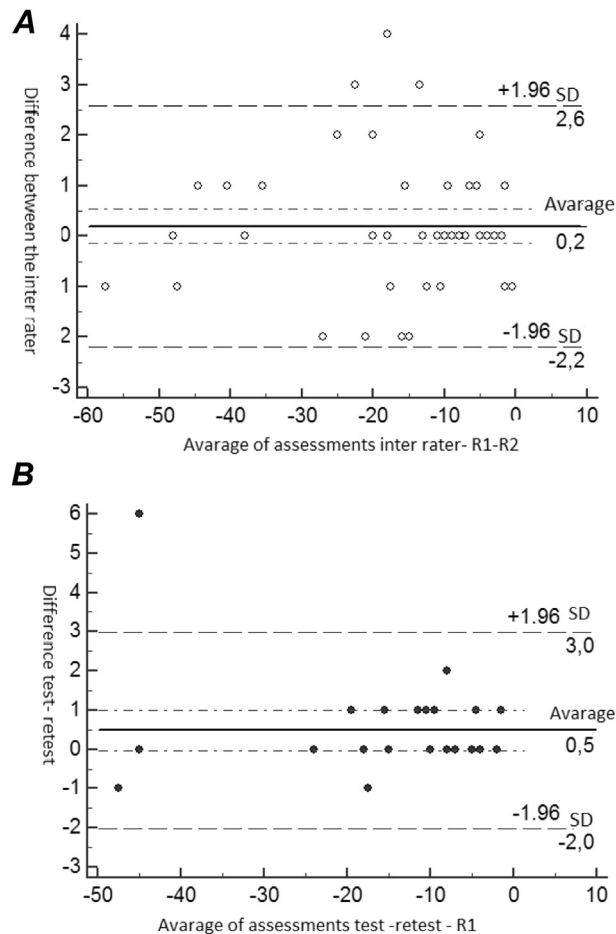 A
Difference between the inter rater
4
3
2
1
0
1
2
-3
+1.96 SD
2,6
Avarage
0,2
-1.96 SD
-2,2
-60 -50 -40 -30 -20 -10 0 10
Avarage of assessments inter rater- R1-R2
B
Difference test- retest
6
5
4
3
2
1
0
-1
-2
-3
+1.96 SD
3,0
Avarage
0,5
-1.96 SD
-2,0
-50 -40 -30 -20 -10 0 10
Avarage of assessments test -retest - R1